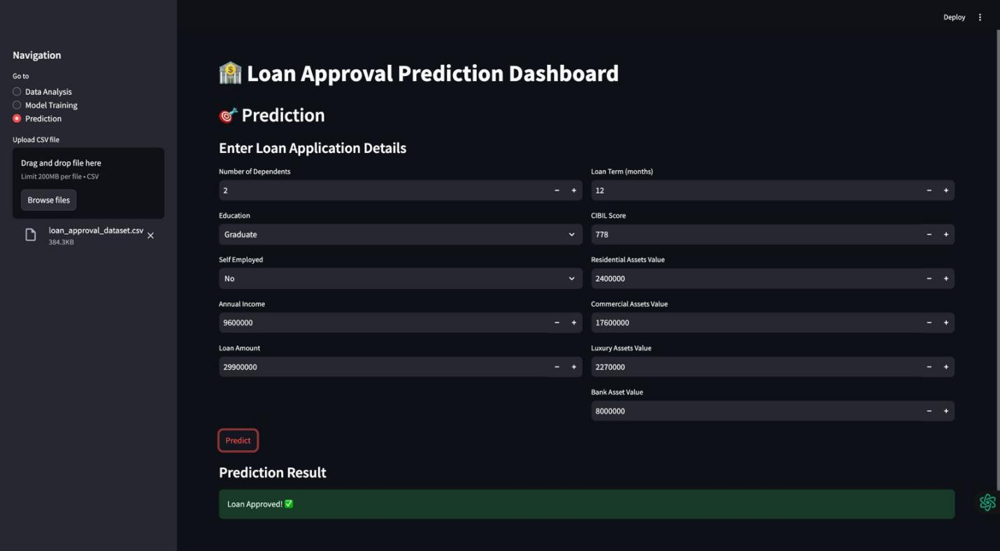 Deploy
Navigation
Go to
Data Analysis
Model Training
Prediction
Upload CSV file
Drag and drop file here
Limit 200MB per file • CSV
Browse files
loan_approval_dataset.csv
384.3KB
Loan Approval Prediction Dashboard
Prediction
Enter Loan Application Details
Number of Dependents
2
Education
Graduate
Self Employed
No
Annual Income
9600000
Loan Amount
29900000
Loan Term (months)
12
CIBIL Score
778
Residential Assets Value
2400000
Commercial Assets Value
17600000
Luxury Assets Value
2270000
Bank Asset Value
8000000
Predict
Prediction Result
Loan Approved! ✅